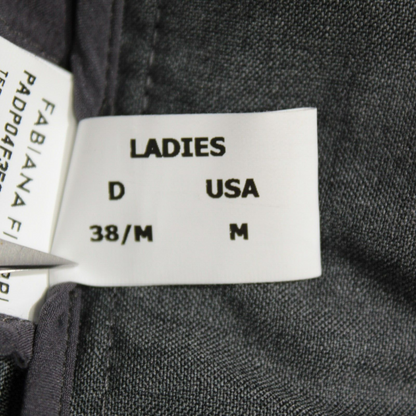 LADIES
D USA
38/M M
FABIANA